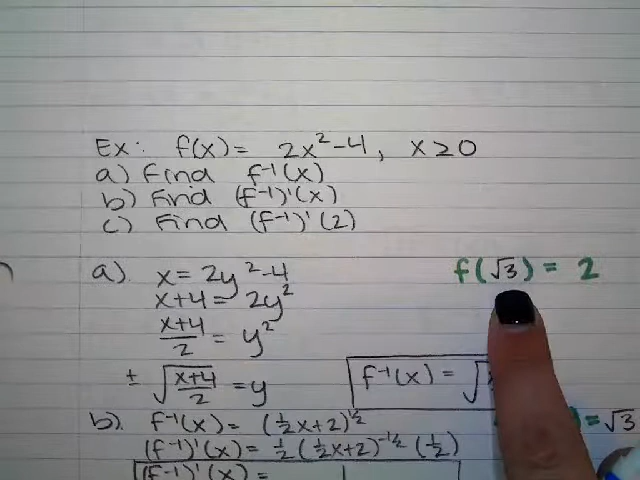 Ex: f(x) = 2x² - 4, x ≥ 0
a) Find f⁻¹(x)
b) Find (f⁻¹)'(x)
c) Find (f⁻¹)'(2)
a) x = 2y² - 4
f(√3) = 2
x+4 = 2y²
x+4/2 = y²
± √x+4/2 = y
f⁻¹(x) = √
b) f⁻¹(x) = (½x+2)^½
) = √3
(f⁻¹)'(x) = ½(½x+2)^-½ (½)
(f⁻¹)'(x) = 1